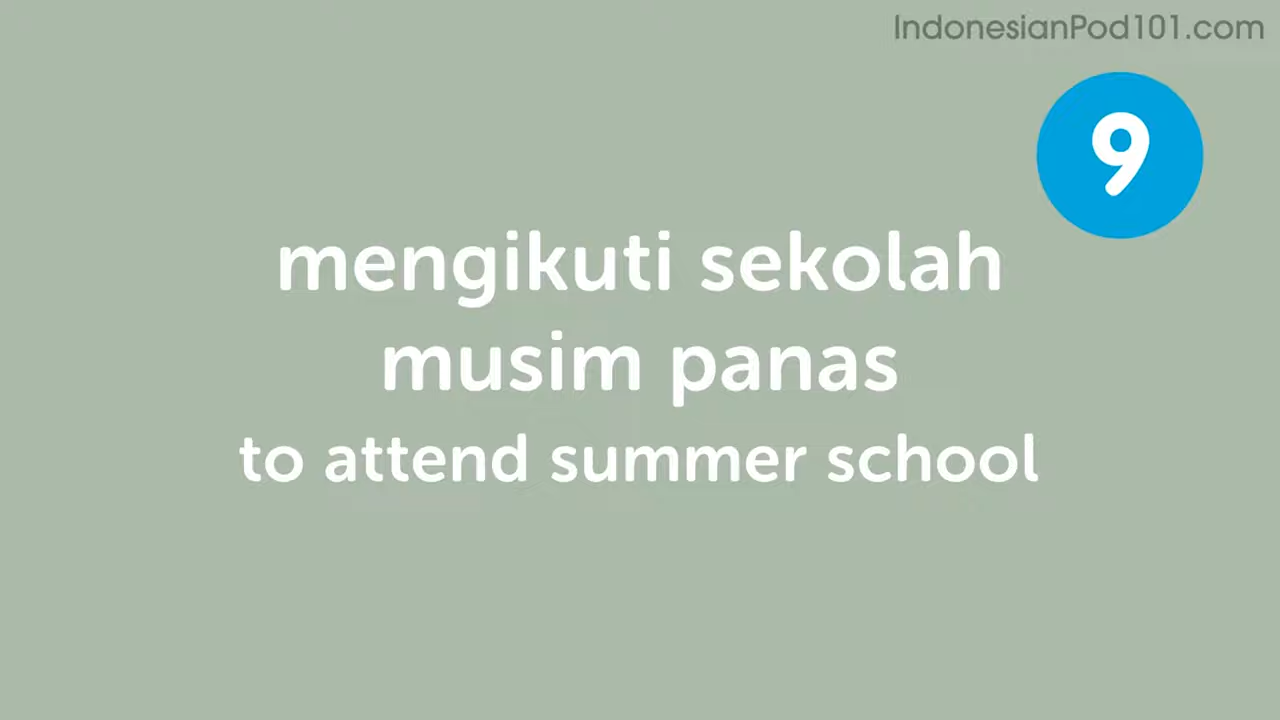 IndonesianPod101.com
9
mengikuti sekolah
musim panas
to attend summer school